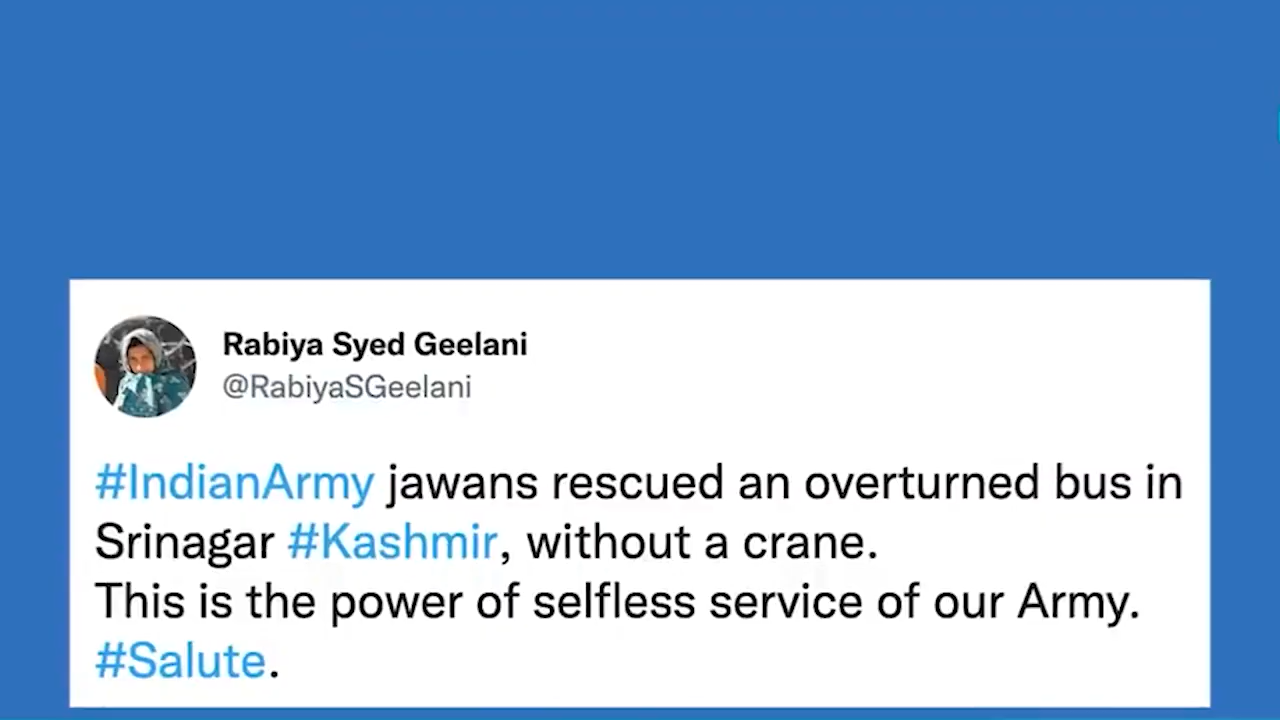 Rabiya Syed Geelani
@RabiyaSGeelani
#IndianArmy jawans rescued an overturned bus in
Srinagar #Kashmir, without a crane.
This is the power of selfless service of our Army.
#Salute.